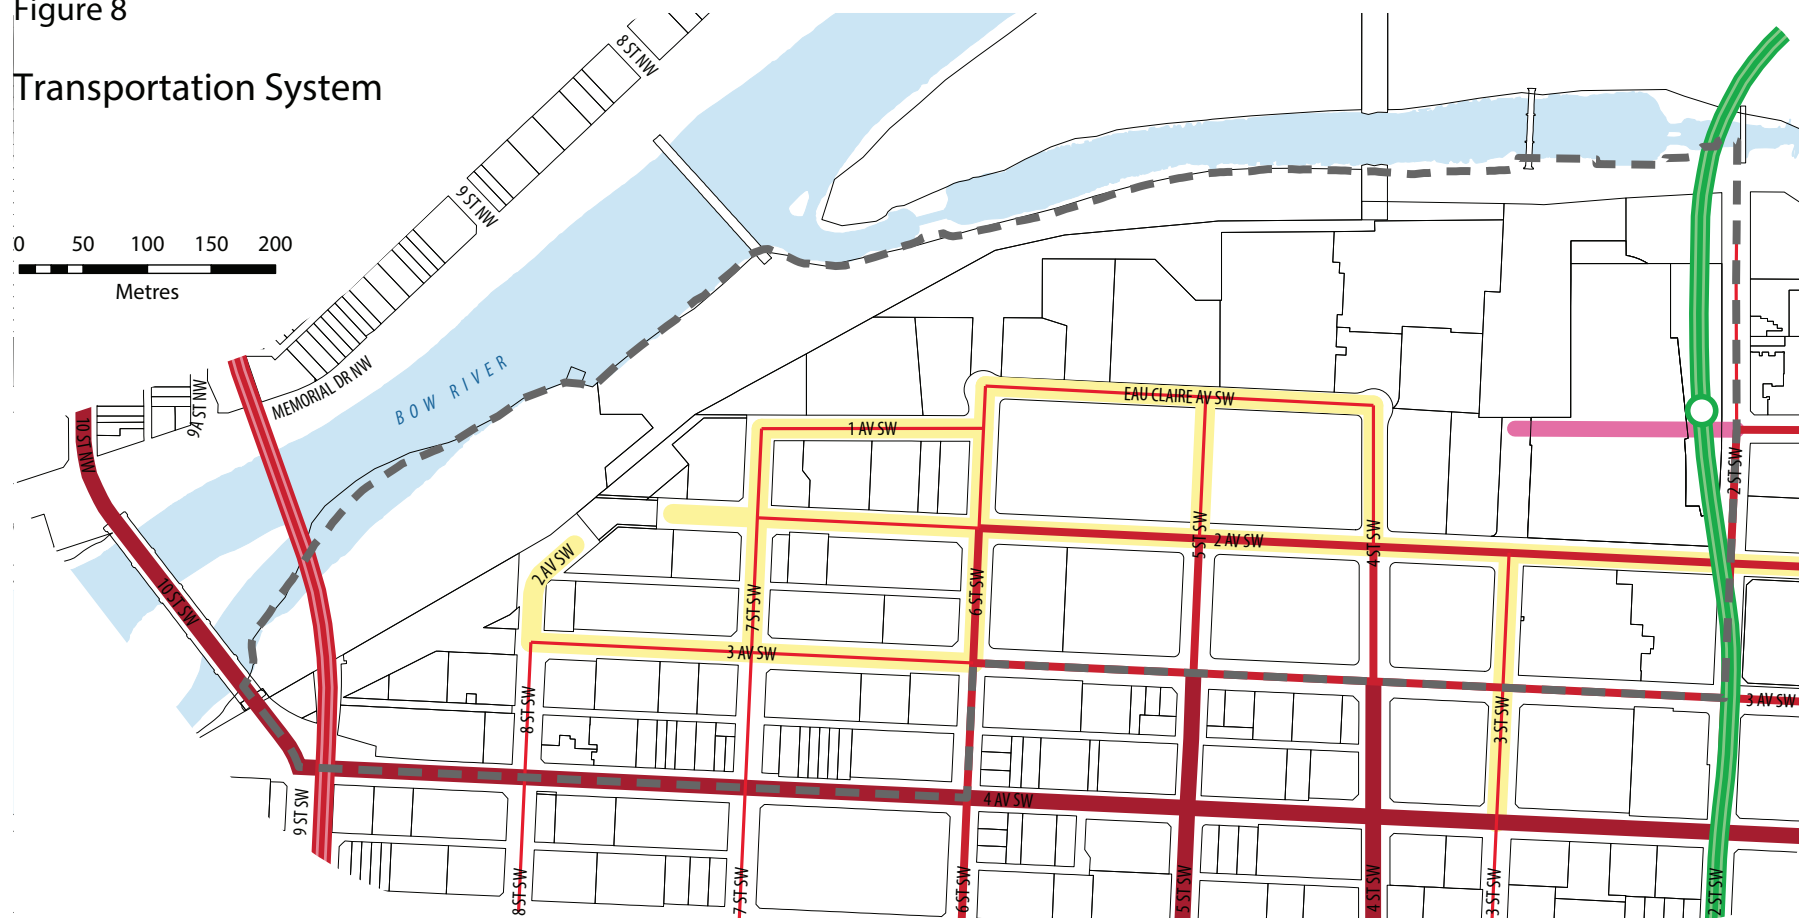 Figure 8
Transportation System
0 50 100 150 200
Metres
8 ST NW
9 ST NW
MEMORIAL DR NW
9A ST NW
10 ST NW
BOW RIVER
EAU CLAIRE AV SW
1 AV SW
2 ST SW
5 ST SW
2 AV SW
4 ST SW
2 AV SW
10 ST SW
7 ST SW
6 ST SW
3 AV SW
8 ST SW
3 ST SW
3 AV SW
9 ST SW
4 AV SW
8 ST SW
7 ST SW
6 ST SW
5 ST SW
4 ST SW
3 ST SW
2 ST SW